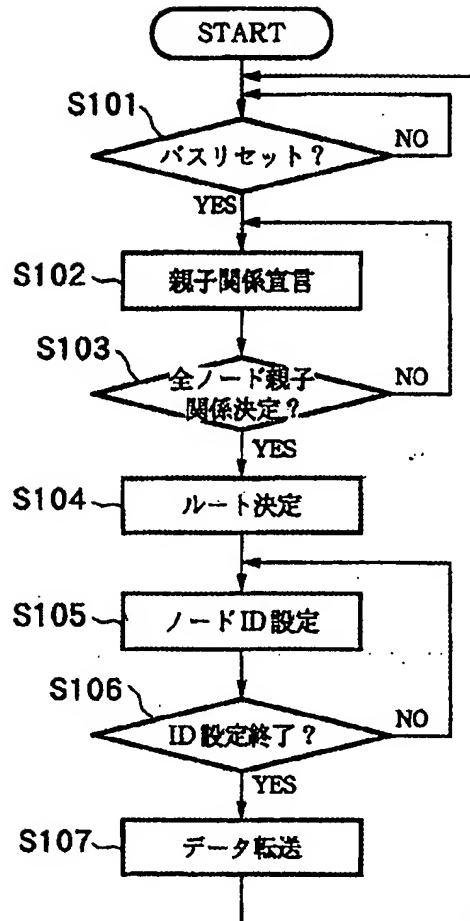 START
S101
バスリセット？
NO
YES
S102
親子関係宣言
S103
全ノード親子
関係決定？
NO
YES
S104
ルート決定
S105
ノードID設定
S106
ID設定終了？
NO
YES
S107
データ転送